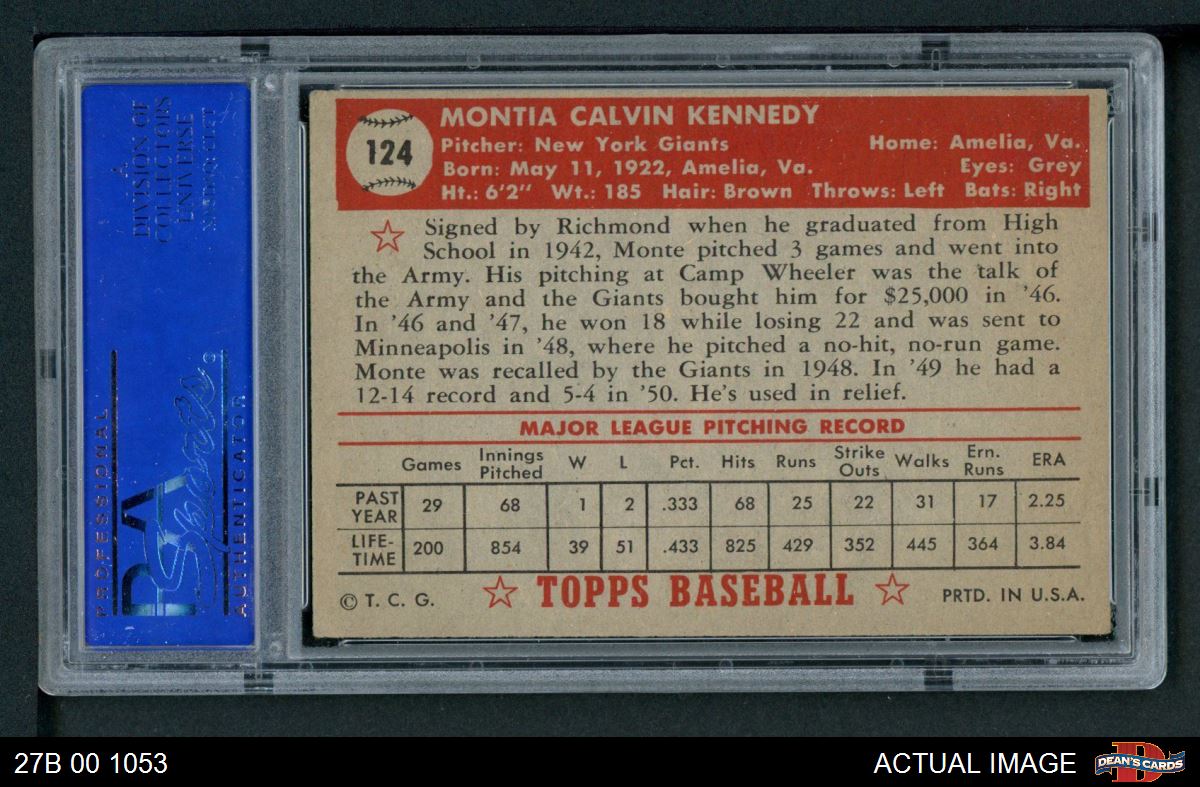 A
DIVISION OF
COLLECTORS
UNIVERSE
PROFESSIONAL
PSA
Sports
AUTHENTICATOR
124
MONTIA CALVIN KENNEDY
Pitcher: New York Giants Home: Amelia, Va.
Born: May 11, 1922, Amelia, Va. Eyes: Grey
Ht.: 6'2" Wt.: 185 Hair: Brown Throws: Left Bats: Right
Signed by Richmond when he graduated from High
School in 1942, Monte pitched 3 games and went into
the Army. His pitching at Camp Wheeler was the talk of
the Army and the Giants bought him for $25,000 in '46.
In '46 and '47, he won 18 while losing 22 and was sent to
Minneapolis in '48, where he pitched a no-hit, no-run game.
Monte was recalled by the Giants in 1948. In '49 he had a
12-14 record and 5-4 in '50. He's used in relief.
MAJOR LEAGUE PITCHING RECORD
Games Innings Pitched W L Pct. Hits Runs Strike Outs Walks Ern. Runs ERA
PAST YEAR 29 68 1 2 .333 68 25 22 31 17 2.25
LIFE-TIME 200 854 39 51 .433 825 429 352 445 364 3.84
© T. C. G. TOPPS BASEBALL PRTD. IN U.S.A.
27B 00 1053 ACTUAL IMAGE
D
DEAN'S CARDS